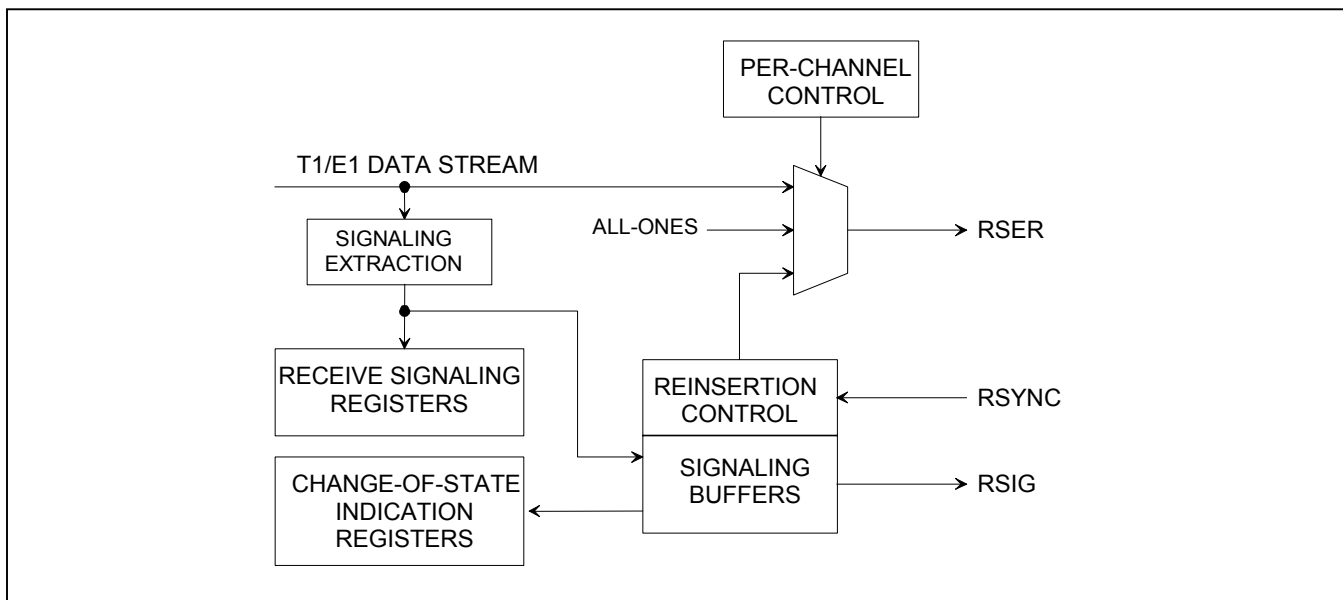 PER-CHANNEL
CONTROL
T1/E1 DATA STREAM
ALL-ONES
RSER
SIGNALING
EXTRACTION
RECEIVE SIGNALING
REGISTERS
REINSERTION
CONTROL
RSYNC
SIGNALING
BUFFERS
RSIG
CHANGE-OF-STATE
INDICATION
REGISTERS